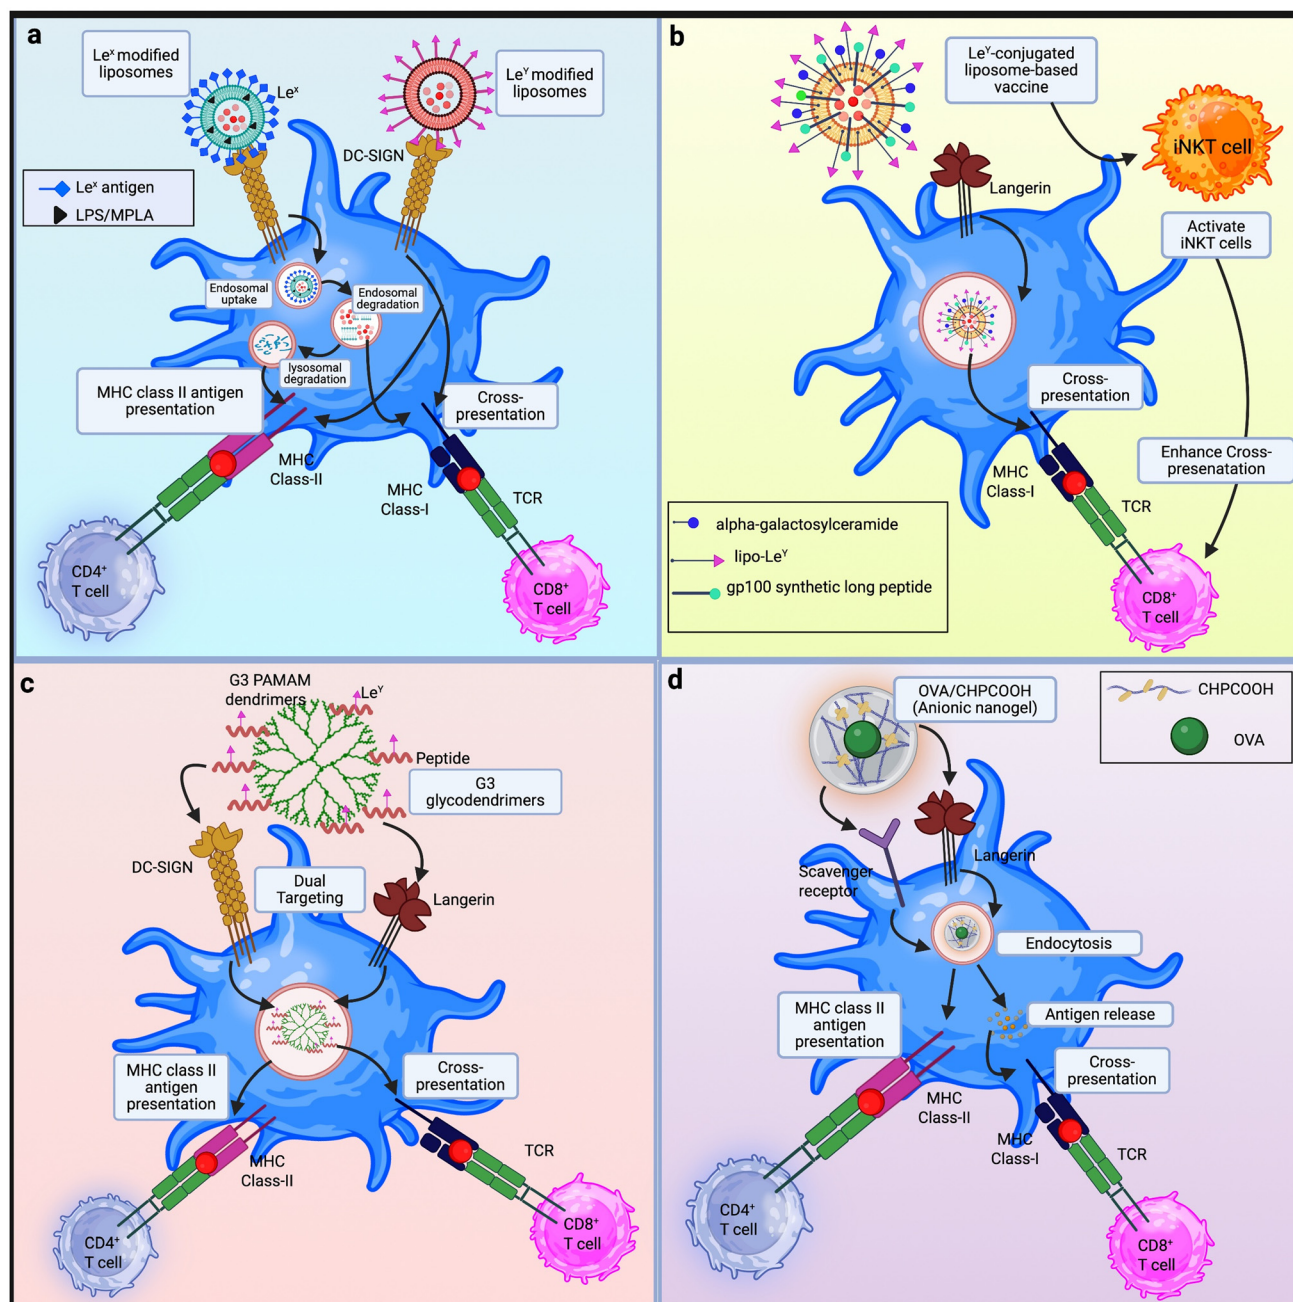 a
Leˣ modified
liposomes
Leˣ
Leʸ modified
liposomes
DC-SIGN
Leˣ antigen
LPS/MPLA
Endosomal
uptake
Endosomal
degradation
lysosomal
degradation
MHC class II antigen
presentation
Cross-
presentation
MHC
Class-II
MHC
Class-I
TCR
CD4⁺
T cell
CD8⁺
T cell
b
Leʸ-conjugated
liposome-based
vaccine
iNKT cell
Langerin
Activate
iNKT cells
Cross-
presentation
Enhance Cross-
presenatation
MHC
Class-I
TCR
alpha-galactosylceramide
lipo-Leʸ
gp100 synthetic long peptide
CD8⁺
T cell
c
G3 PAMAM
dendrimers
Leʸ
Peptide
G3
glycodendrimers
DC-SIGN
Dual
Targeting
Langerin
MHC class II
antigen
presentation
Cross-
presentation
MHC
Class-II
TCR
CD4⁺
T cell
CD8⁺
T cell
d
OVA/CHPCOOH
(Anionic nanogel)
CHPCOOH
OVA
Scavenger
receptor
Langerin
Endocytosis
MHC class II
antigen
presentation
Antigen release
Cross-
presentation
MHC
Class-II
MHC
Class-I
TCR
CD4⁺
T cell
CD8⁺
T cell